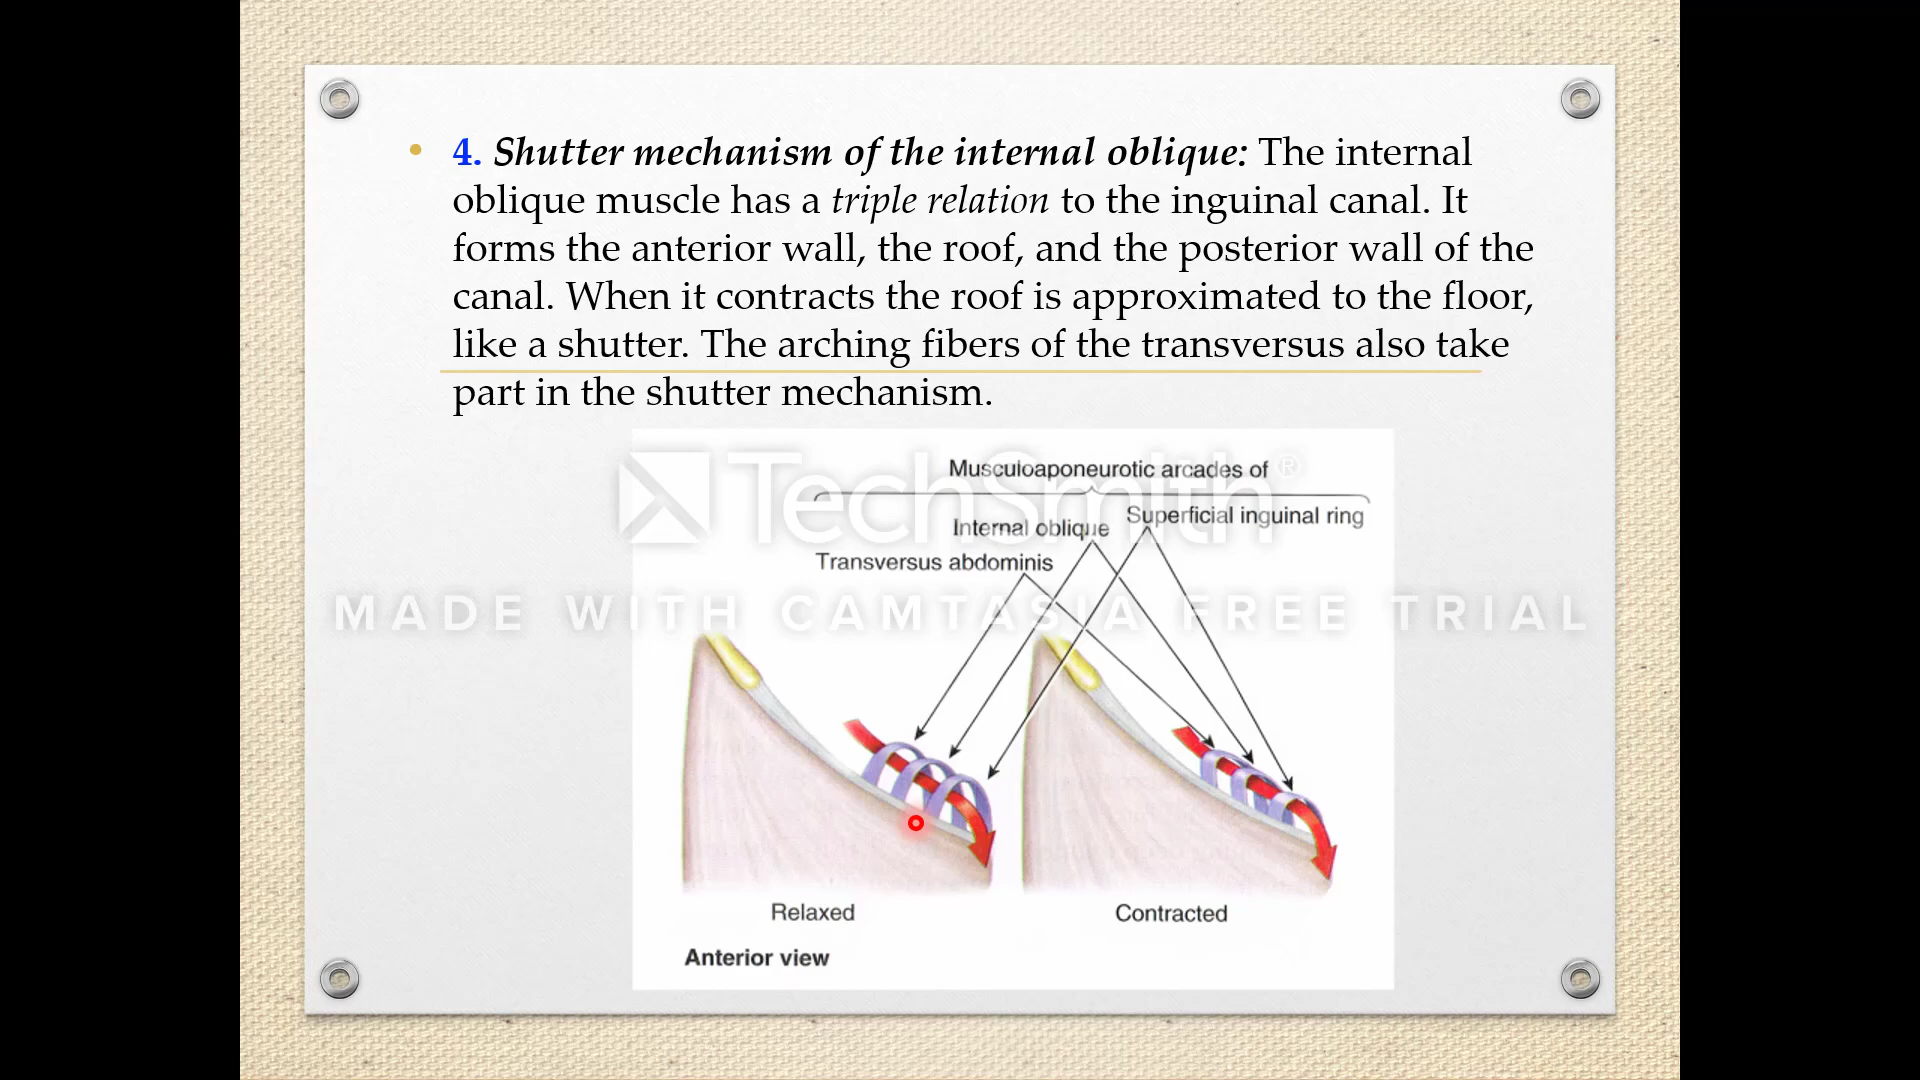 • 4. Shutter mechanism of the internal oblique: The internal
oblique muscle has a triple relation to the inguinal canal. It
forms the anterior wall, the roof, and the posterior wall of the
canal. When it contracts the roof is approximated to the floor,
like a shutter. The arching fibers of the transversus also take
part in the shutter mechanism.
TechSmith®
Musculoaponeurotic arcades of
Superficial inguinal ring
Internal oblique
Transversus abdominis
MADE WITH CAMTASIA FREE TRIAL
Relaxed
Contracted
Anterior view